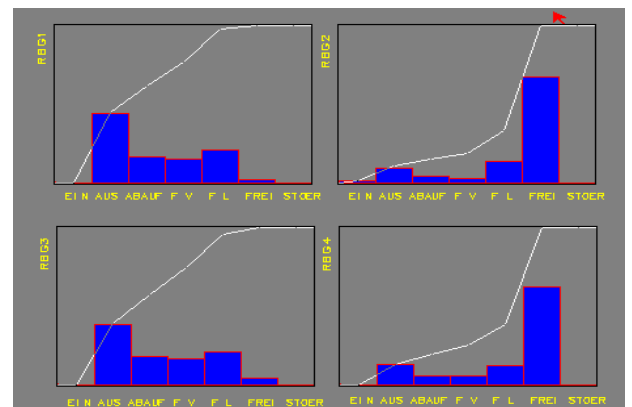 RBG1
EIN AUS ABAUF F V F L FREI STOER
RBG2
EIN AUS ABAUF F V F L FREI STOER
RBG3
EIN AUS ABAUF F V F L FREI STOER
RBG4
EIN AUS ABAUF F V F L FREI STOER